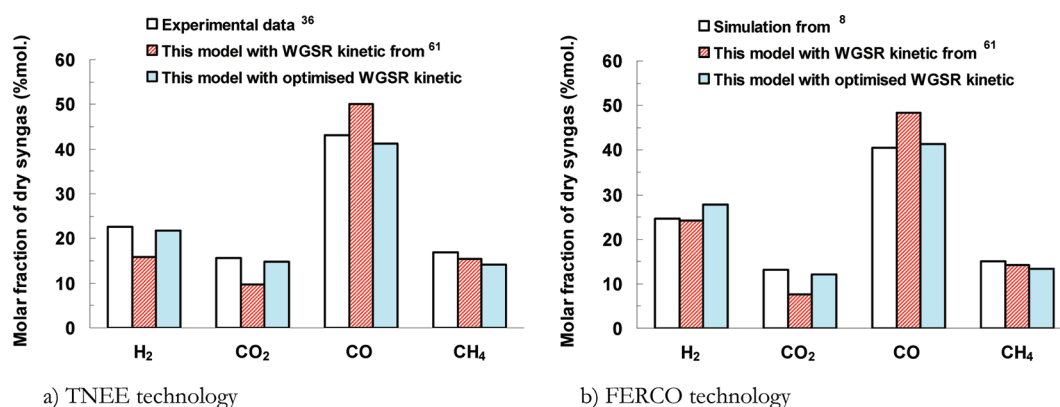 Experimental data 36
This model with WGSR kinetic from 61
This model with optimised WGSR kinetic
Molar fraction of dry syngas (%mol.)
60
50
40
30
20
10
0
H₂ CO₂ CO CH₄
a) TNEE technology
Simulation from 8
This model with WGSR kinetic from 61
This model with optimised WGSR kinetic
Molar fraction of dry syngas (%mol.)
60
50
40
30
20
10
0
H₂ CO₂ CO CH₄
b) FERCO technology